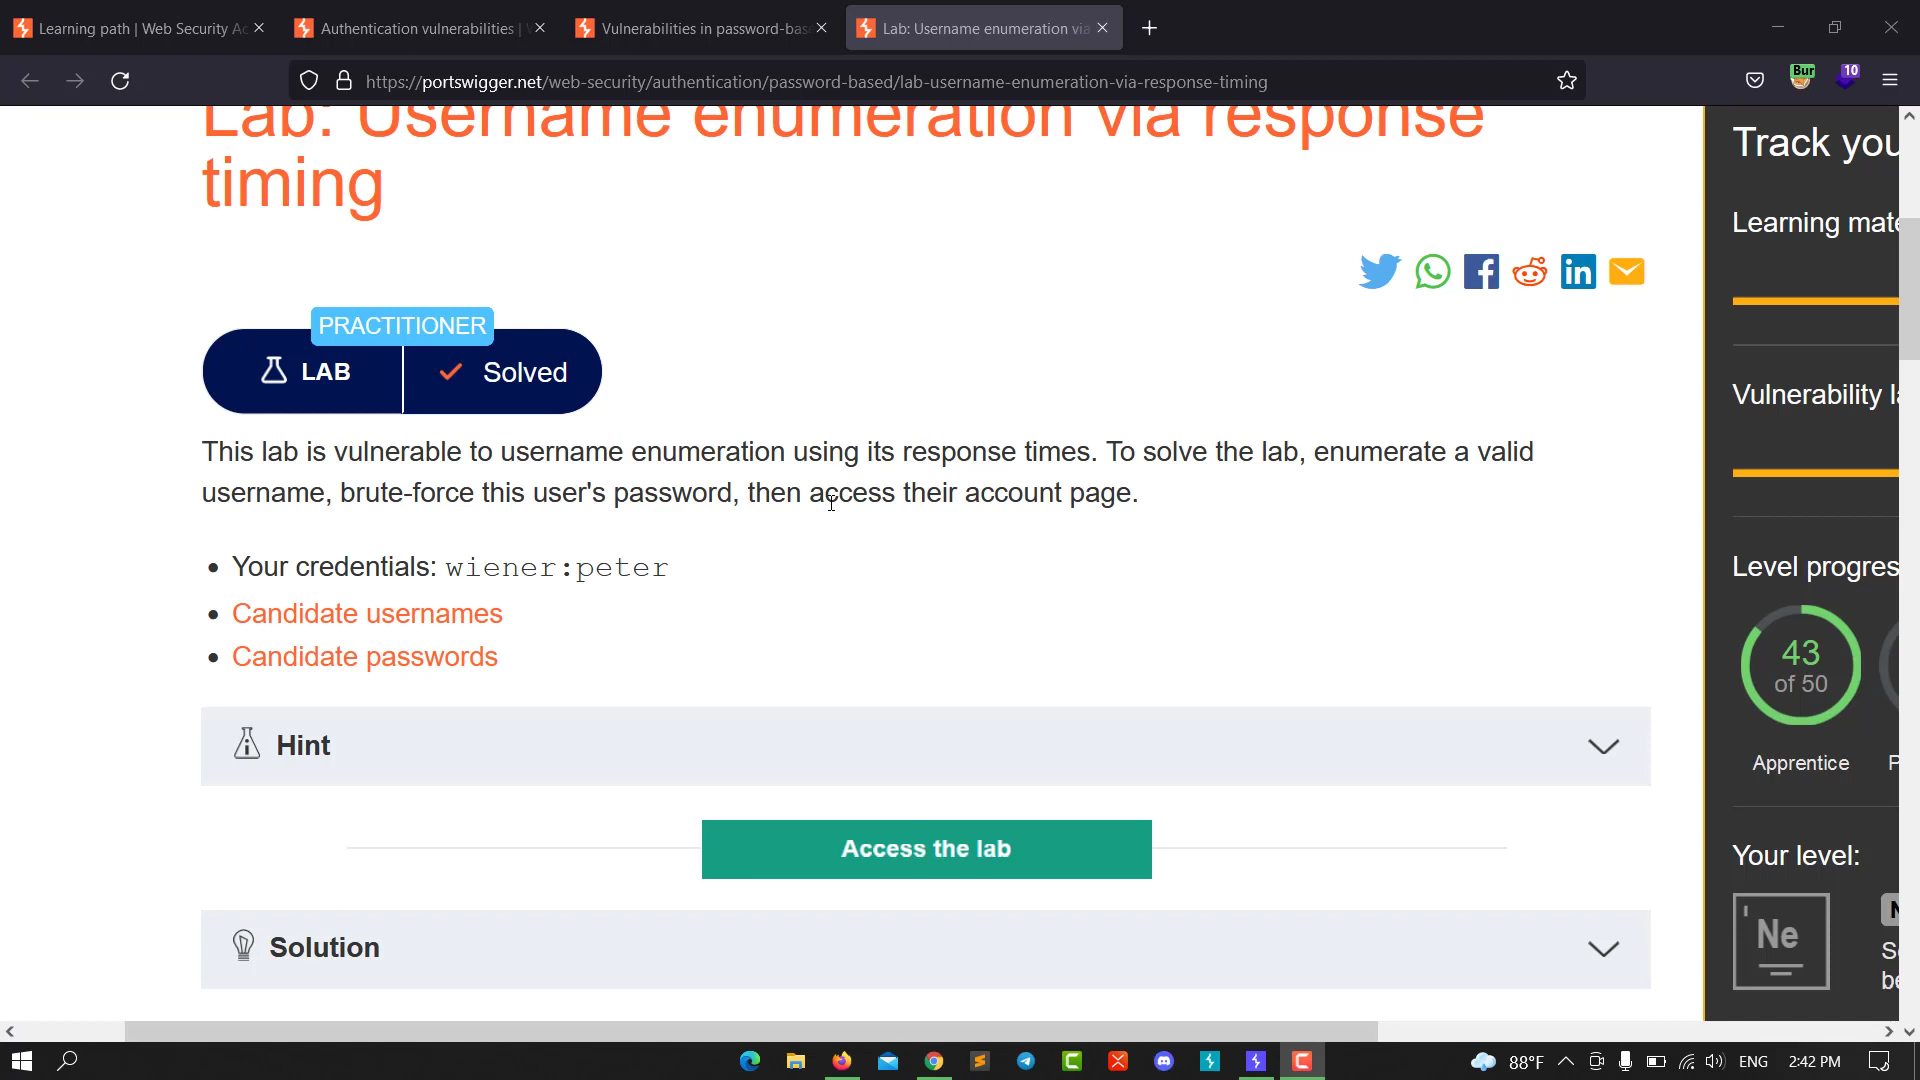 Learning path | Web Security Ac
Authentication vulnerabilities | W
Vulnerabilities in password-bas
Lab: Username enumeration via
https://portswigger.net/web-security/authentication/password-based/lab-username-enumeration-via-response-timing
Bur
10
Lab: Username enumeration via response
timing
PRACTITIONER
LAB
Solved
This lab is vulnerable to username enumeration using its response times. To solve the lab, enumerate a valid
username, brute-force this user's password, then access their account page.
• Your credentials: wiener:peter
• Candidate usernames
• Candidate passwords
Hint
Access the lab
Solution
Track you
Learning mate
Vulnerability la
Level progres
43
of 50
Apprentice
P
Your level:
Ne
N
So
be
88°F
ENG
2:42 PM